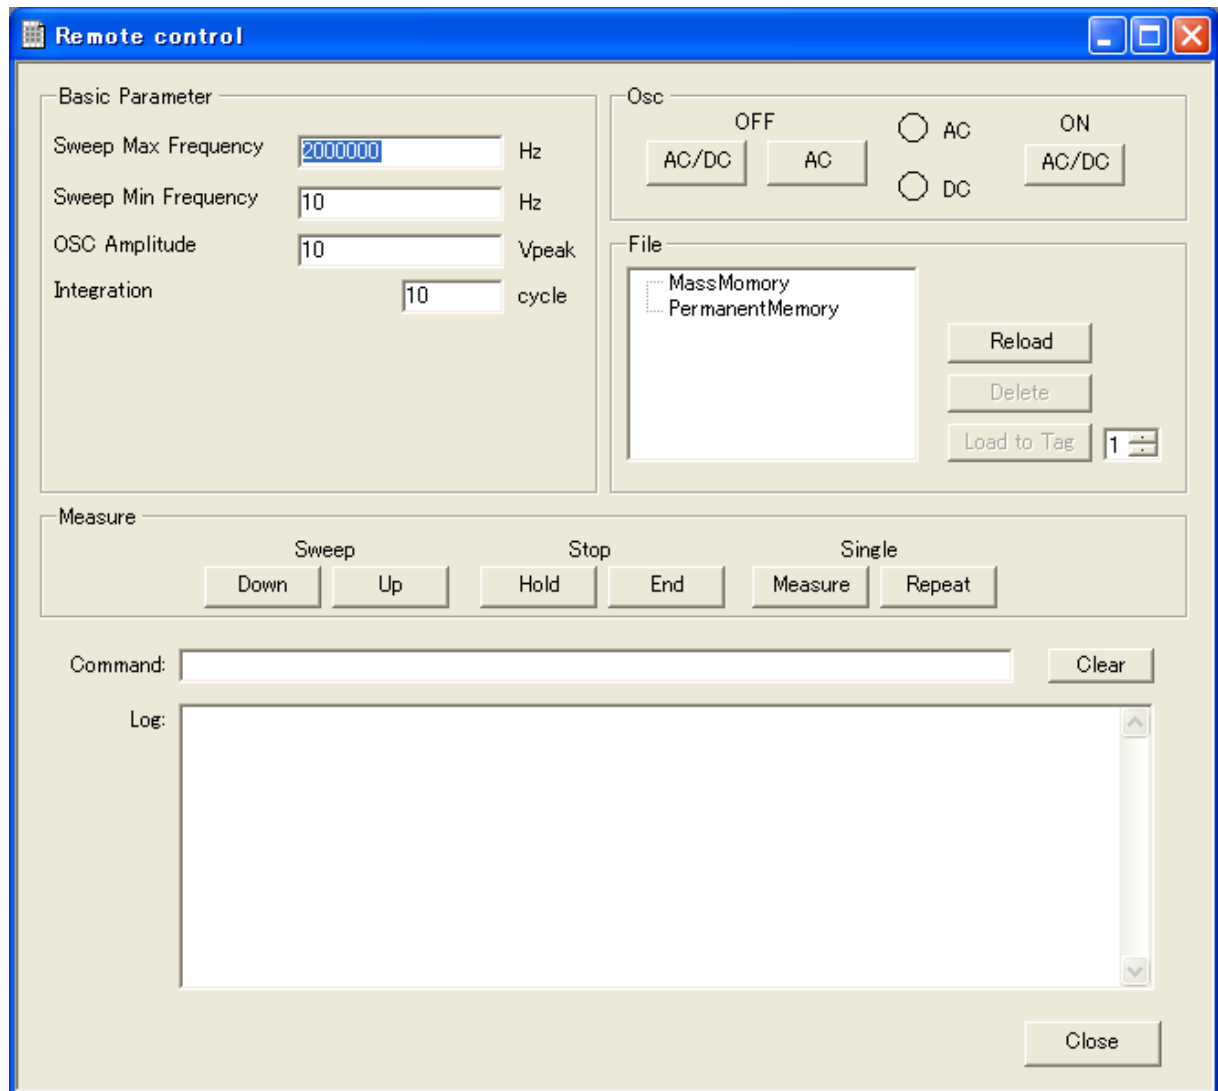 Remote control
Basic Parameter
Sweep Max Frequency 2000000 Hz
Sweep Min Frequency 10 Hz
OSC Amplitude 10 Vpeak
Integration 10 cycle
Osc
OFF AC ON
AC/DC AC DC AC/DC
File
MassMomory
PermanentMemory
Reload
Delete
Load to Tag 1
Measure
Sweep Stop Single
Down Up Hold End Measure Repeat
Command: Clear
Log:
Close